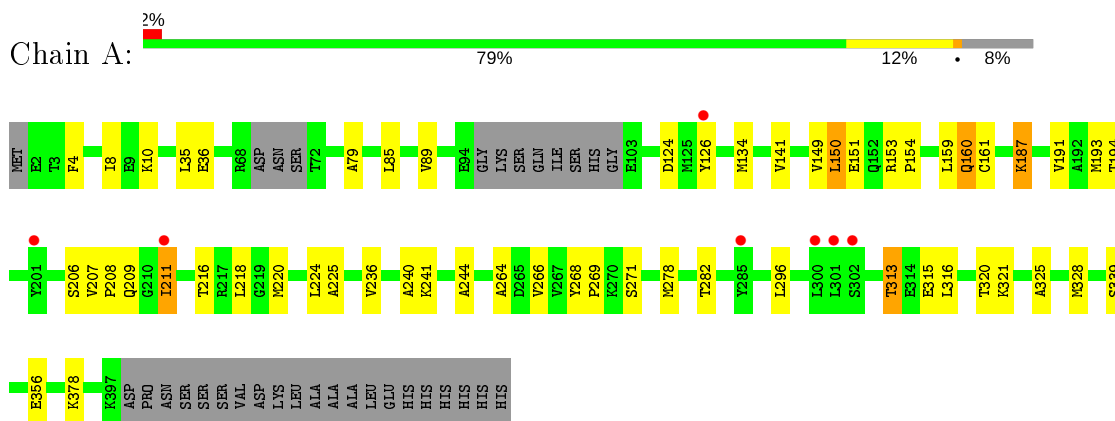 2%
Chain A:
79% 12% • 8%
MET E2 T3 F4 I8 E9 K10 L35 E36 R68 ASP ASN SER T72 A79 L85 V89 E94 GLY LYS SER GLN ILE SER HIS GLY E103 D124 M125 Y126 M134 V141 V149 L150 E151 Q152 R153 P154 L159 Q160 C161 K187 V191 A192 M193 T194
Y201 S206 V207 P208 Q209 G210 I211 T216 R217 L218 G219 M220 L224 A225 V236 A240 K241 A244 A264 D265 V266 V267 Y268 P269 K270 S271 M278 T282 Y285 L296 L300 L301 S302 T313 E314 E315 L316 T320 K321 A325 M328 S339
E356 K378 K397 ASP PRO ASN SER SER SER VAL ASP LYS LEU ALA ALA ALA LEU GLU HIS HIS HIS HIS HIS HIS